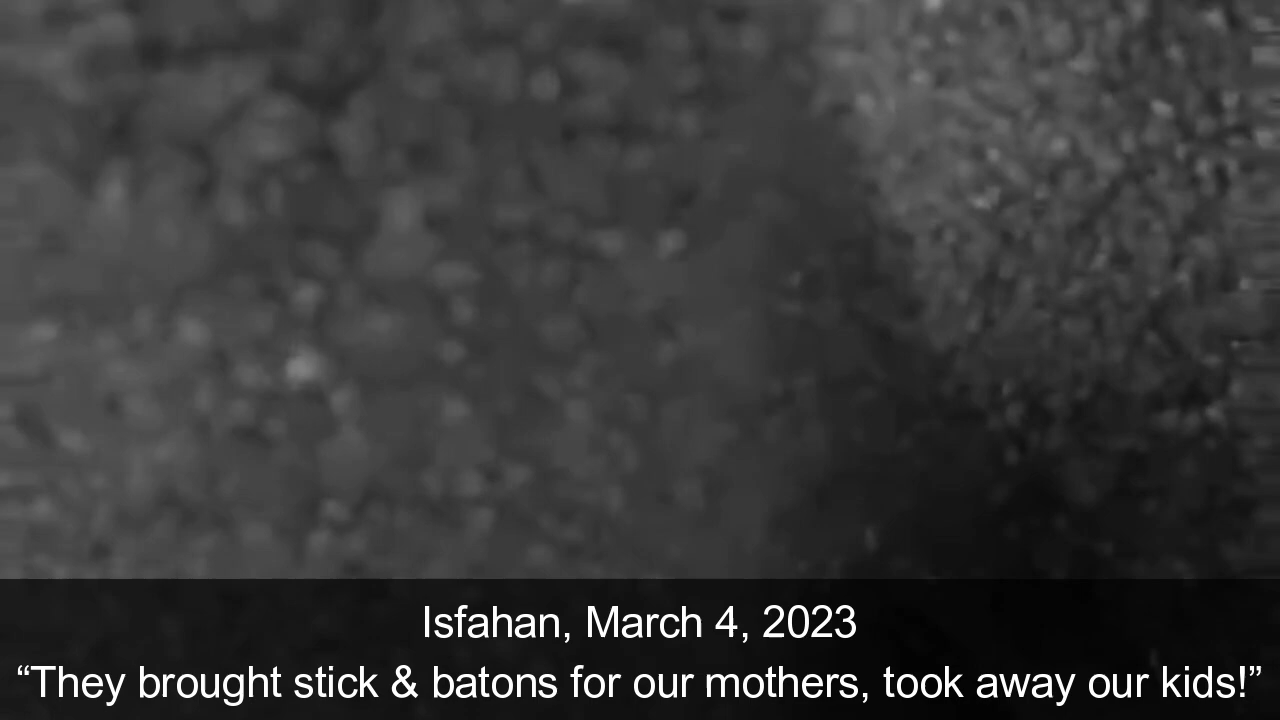 Isfahan, March 4, 2023
“They brought stick & batons for our mothers, took away our kids!”